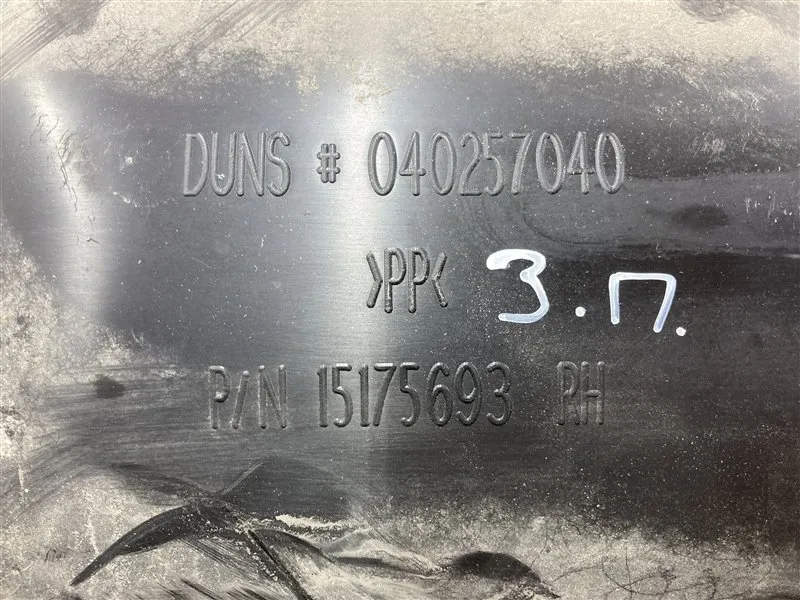 DUNS # 040257040
>PP<
З.П.
P/N 15175693 RH